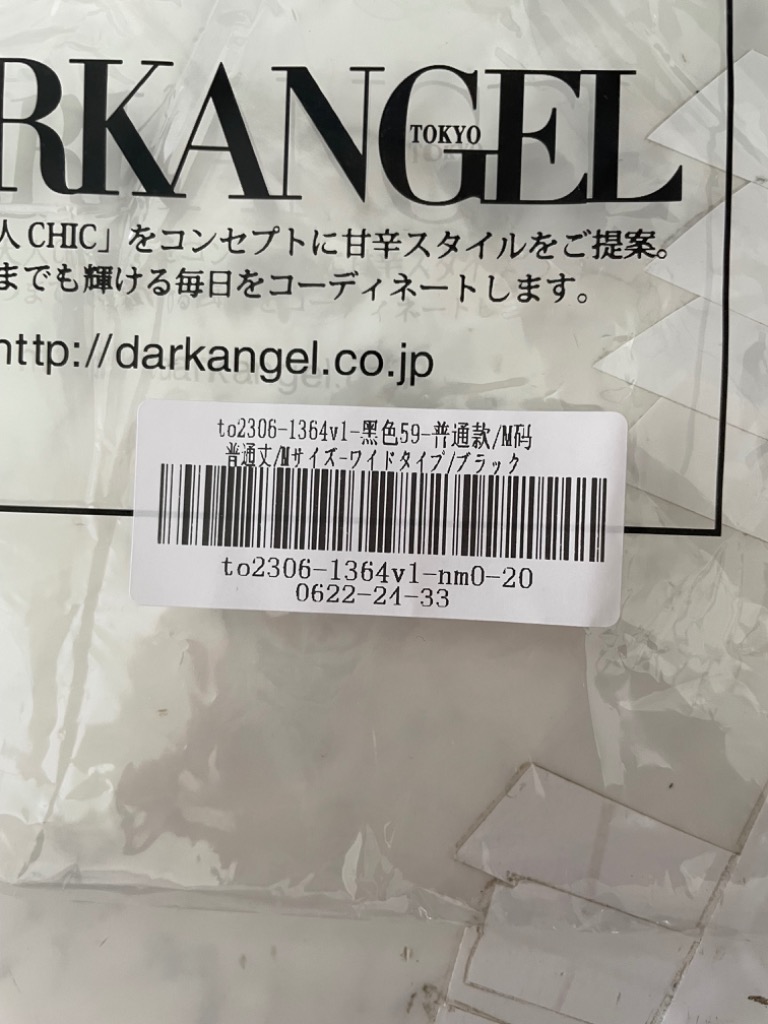 RKANGEL
TOKYO
人 CHIC」をコンセプトに甘辛スタイルをご提案。
までも輝ける毎日をコーディネートします。
http://darkangel.co.jp
to2306-1364v1-黑色59-普通款/M码
普通丈/Mサイズ-ワイドタイプ/ブラック
to2306-1364v1-nm0-20
0622-24-33